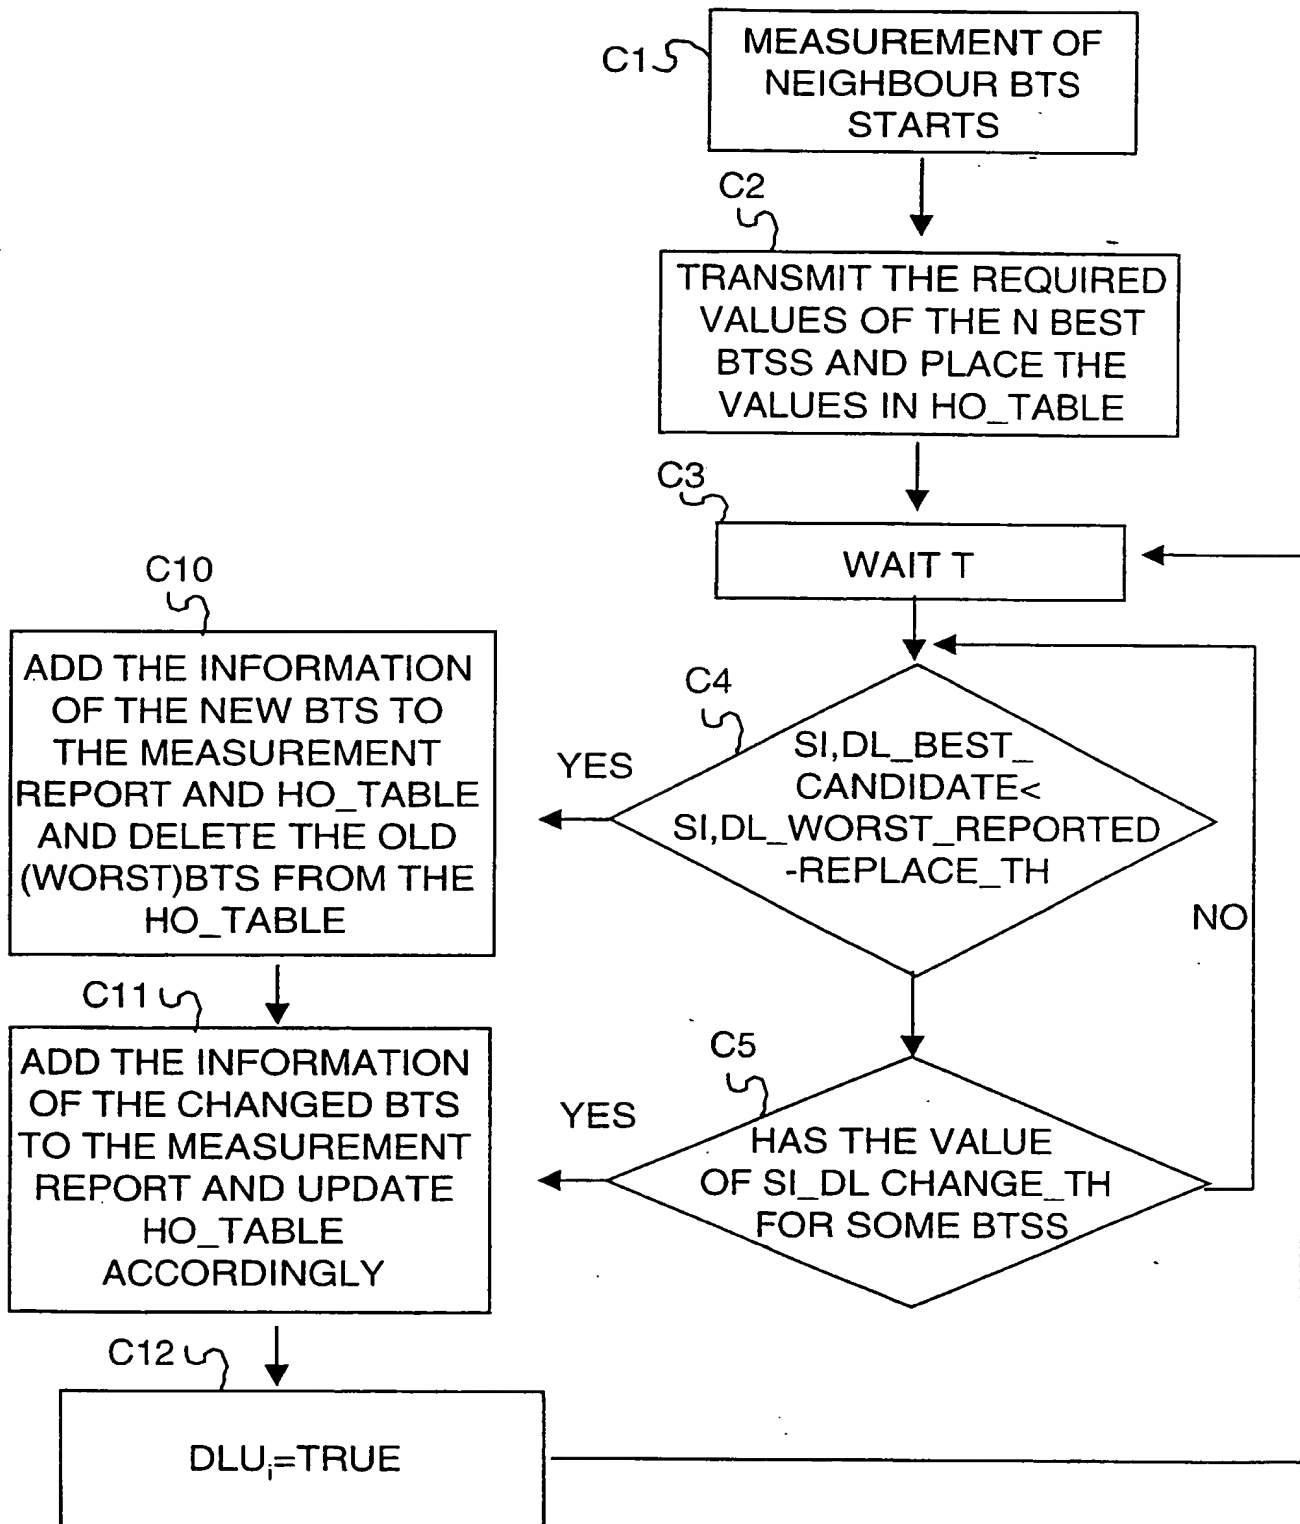 C1
MEASUREMENT OF
NEIGHBOUR BTS
STARTS
C2
TRANSMIT THE REQUIRED
VALUES OF THE N BEST
BTSS AND PLACE THE
VALUES IN HO_TABLE
C3
WAIT T
C10
ADD THE INFORMATION
OF THE NEW BTS TO
THE MEASUREMENT
REPORT AND HO_TABLE
AND DELETE THE OLD
(WORST)BTS FROM THE
HO_TABLE
C4
YES
SI,DL_BEST_
CANDIDATE<
SI,DL_WORST_REPORTED
-REPLACE_TH
NO
C11
ADD THE INFORMATION
OF THE CHANGED BTS
TO THE MEASUREMENT
REPORT AND UPDATE
HO_TABLE
ACCORDINGLY
C5
YES
HAS THE VALUE
OF SI_DL CHANGE_TH
FOR SOME BTSS
C12
DLUi=TRUE